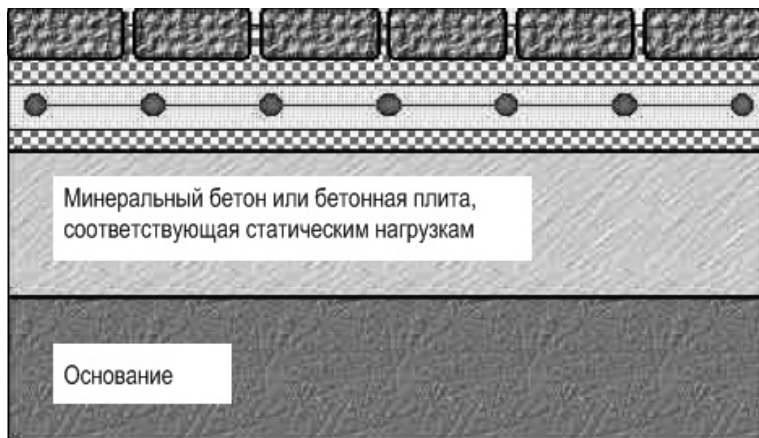 Минеральный бетон или бетонная плита,
соответствующая статическим нагрузкам
Основание